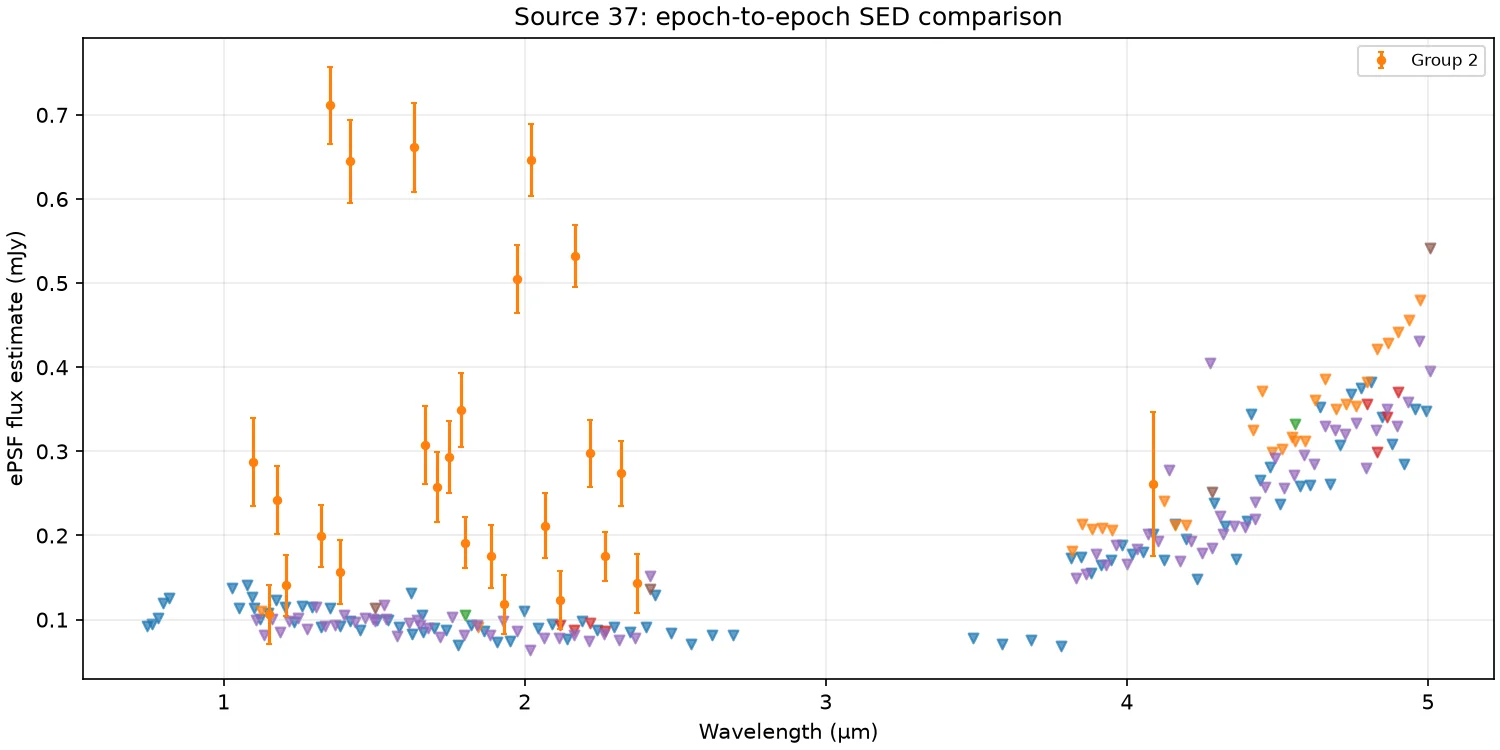 Source 37: epoch-to-epoch SED comparison
Group 2
ePSF flux estimate (mJy)
0.7
0.6
0.5
0.4
0.3
0.2
0.1
1 2 3 4 5
Wavelength (μm)